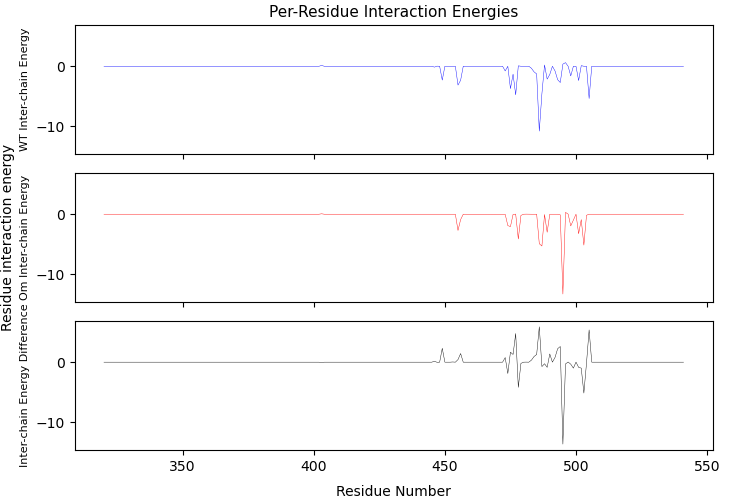 Per-Residue Interaction Energies
Residue interaction energy
WT Inter-chain Energy
0
−10
Om Inter-chain Energy
0
−10
Inter-chain Energy Difference
0
−10
350
400
450
500
550
Residue Number